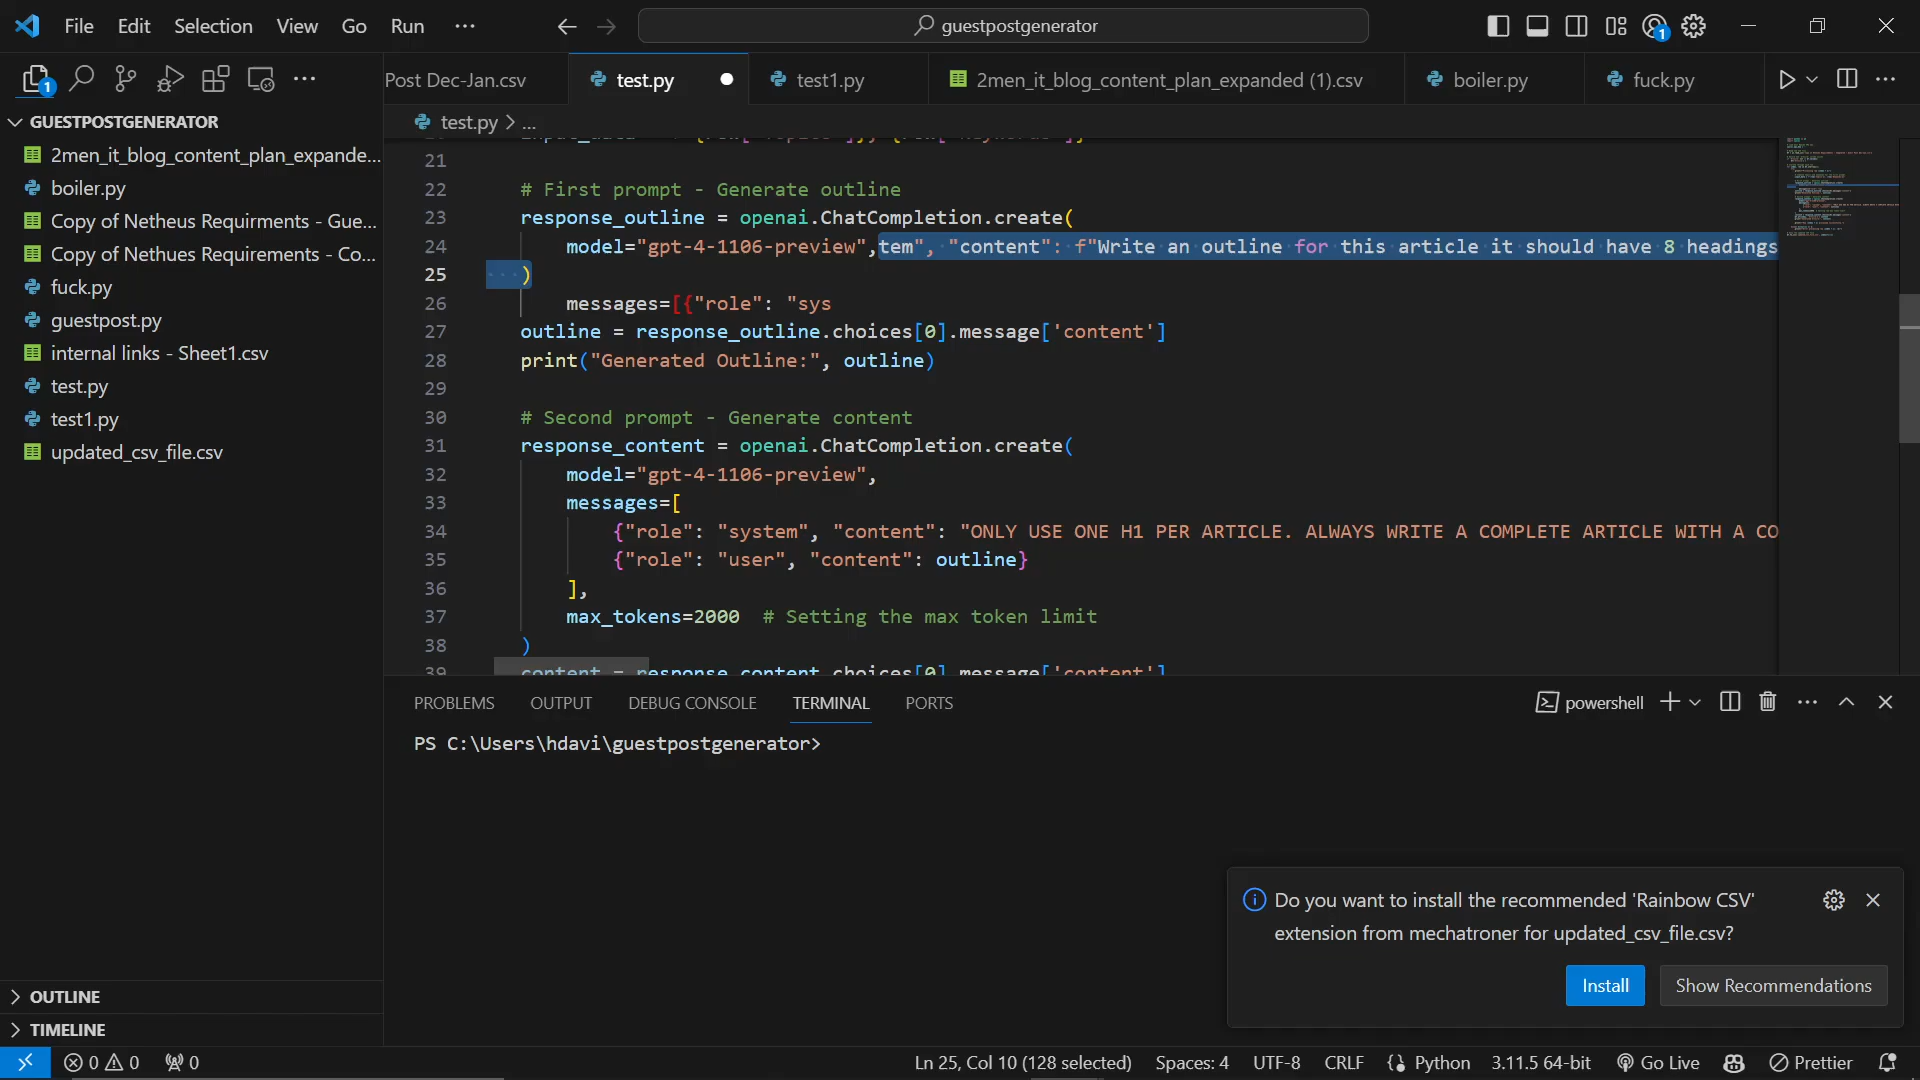 File Edit Selection View Go Run ···
guestpostgenerator
1
1
Post Dec-Jan.csv
test.py
test1.py
2men_it_blog_content_plan_expanded (1).csv
boiler.py
fuck.py
GUESTPOSTGENERATOR
2men_it_blog_content_plan_expande...
boiler.py
Copy of Netheus Requirments - Gue...
Copy of Nethues Requirements - Co...
fuck.py
guestpost.py
internal links - Sheet1.csv
test.py
test1.py
updated_csv_file.csv
OUTLINE
TIMELINE
test.py > ...
21
22 # First prompt - Generate outline
23 response_outline = openai.ChatCompletion.create(
24 model="gpt-4-1106-preview",tem", "content": f"Write an outline for this article it should have 8 headings
25 )
26 messages=[{"role": "sys
27 outline = response_outline.choices[0].message['content']
28 print("Generated Outline:", outline)
29
30 # Second prompt - Generate content
31 response_content = openai.ChatCompletion.create(
32 model="gpt-4-1106-preview",
33 messages=[
34 {"role": "system", "content": "ONLY USE ONE H1 PER ARTICLE. ALWAYS WRITE A COMPLETE ARTICLE WITH A CO
35 {"role": "user", "content": outline}
36 ],
37 max_tokens=2000 # Setting the max token limit
38 )
39 content = response_content.choices[0].message['content']
PROBLEMS OUTPUT DEBUG CONSOLE TERMINAL PORTS
powershell
PS C:\Users\hdavi\guestpostgenerator>
Do you want to install the recommended 'Rainbow CSV'
extension from mechatroner for updated_csv_file.csv?
Install
Show Recommendations
0 0 0
Ln 25, Col 10 (128 selected) Spaces: 4 UTF-8 CRLF Python 3.11.5 64-bit Go Live Prettier